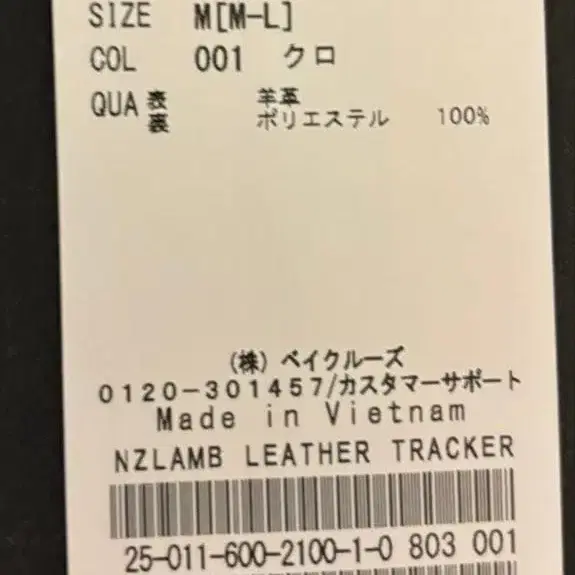 SIZE M[M-L]
COL 001 クロ
QUA 表 羊革
裏 ポリエステル 100%
(株) ベイクルーズ
0120-301457/カスタマーサポート
Made in Vietnam
NZLAMB LEATHER TRACKER
25-011-600-2100-1-0 803 001